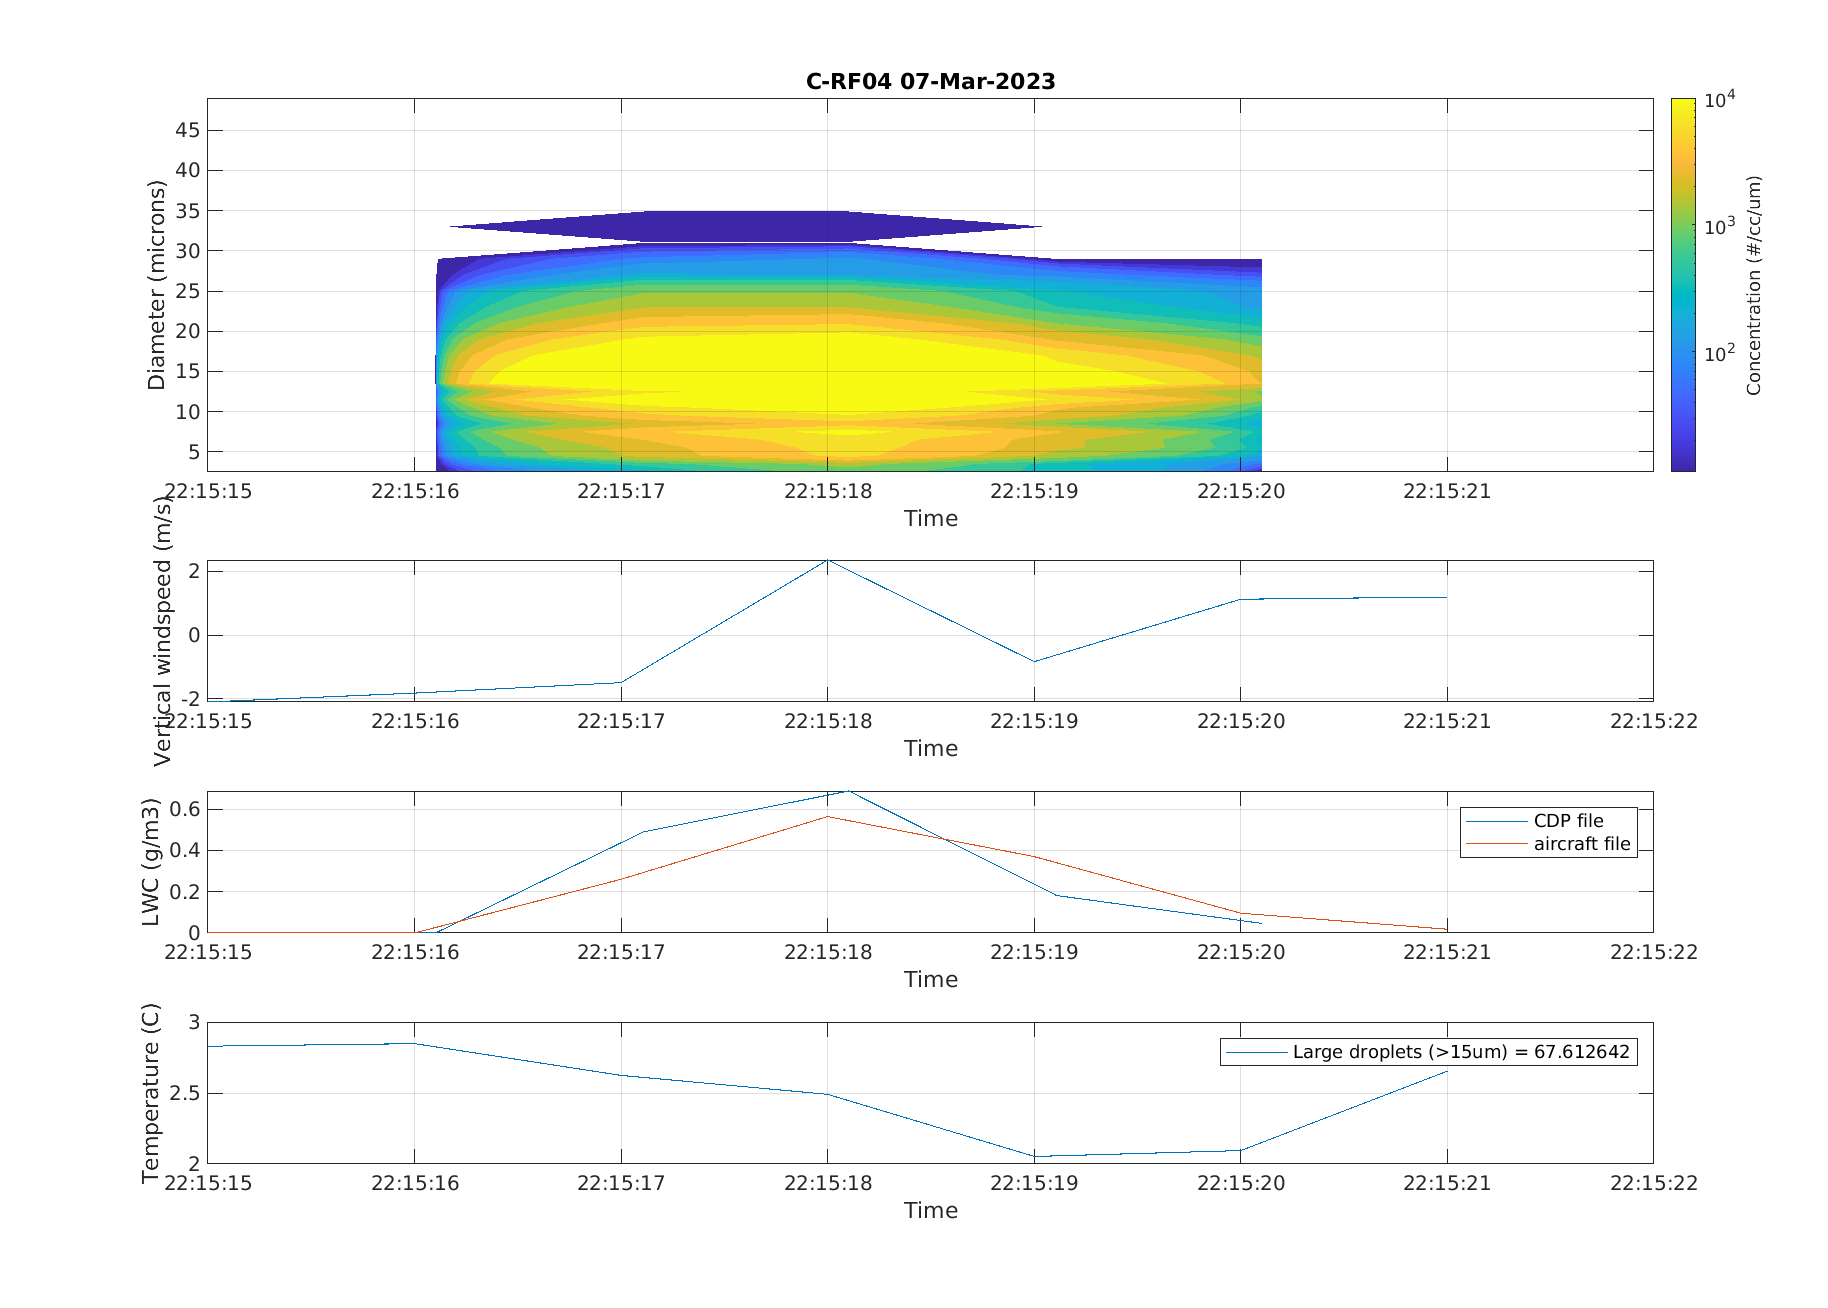 C-RF04 07-Mar-2023
Diameter (microns)
45
40
35
30
25
20
15
10
5
22:15:15 22:15:16 22:15:17 22:15:18 22:15:19 22:15:20 22:15:21
Time
10^4
10^3
10^2
Concentration (#/cc/um)
Vertical windspeed (m/s)
2
0
-2
22:15:15 22:15:16 22:15:17 22:15:18 22:15:19 22:15:20 22:15:21 22:15:22
Time
LWC (g/m3)
0.6
0.4
0.2
0
CDP file
aircraft file
22:15:15 22:15:16 22:15:17 22:15:18 22:15:19 22:15:20 22:15:21 22:15:22
Time
Temperature (C)
3
2.5
2
Large droplets (>15um) = 67.612642
22:15:15 22:15:16 22:15:17 22:15:18 22:15:19 22:15:20 22:15:21 22:15:22
Time